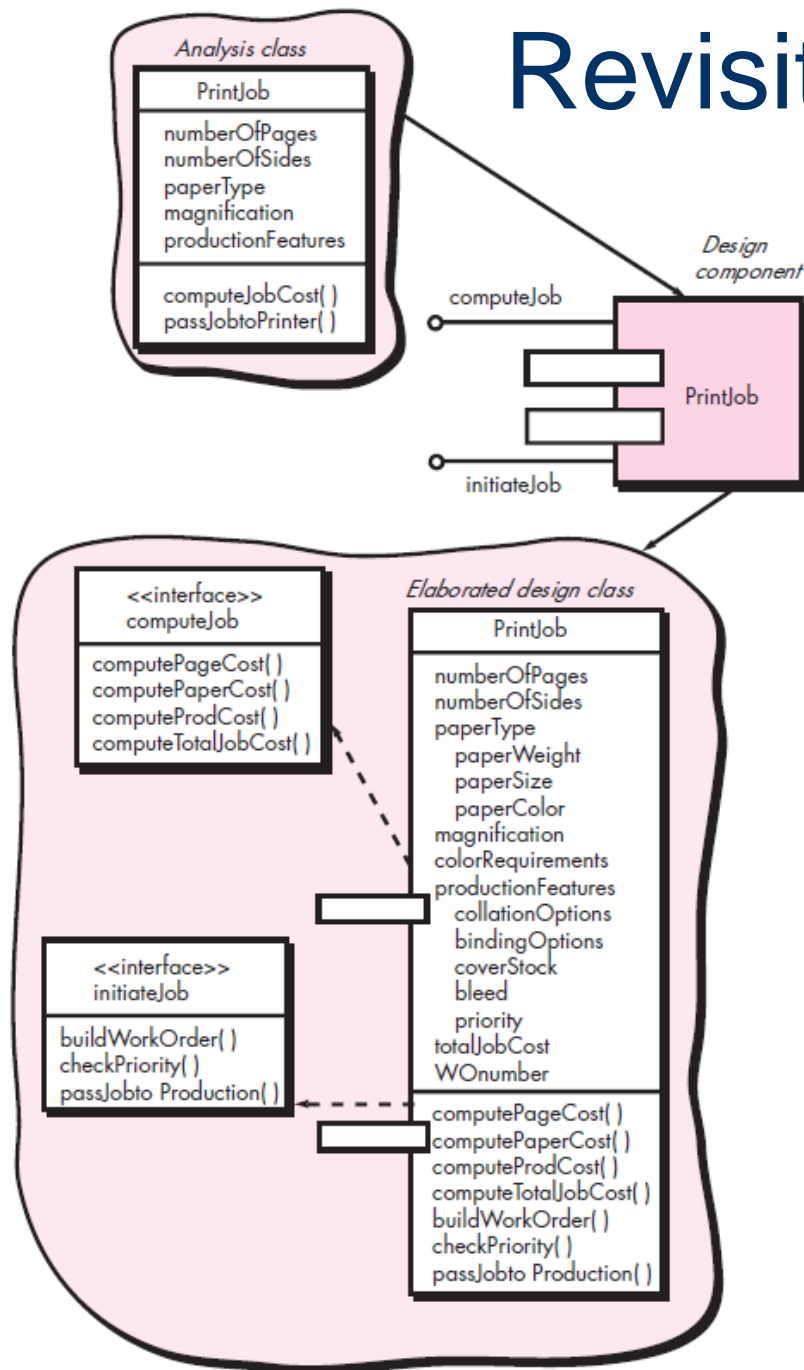 Revisit
Analysis class
PrintJob
numberOfPages
numberOfSides
paperType
magnification
productionFeatures
computeJobCost( )
passJobtoPrinter( )
Design
component
computeJob
PrintJob
initiateJob
<<interface>>
computeJob
computePageCost( )
computePaperCost( )
computeProdCost( )
computeTotalJobCost( )
<<interface>>
initiateJob
buildWorkOrder( )
checkPriority( )
passJobto Production( )
Elaborated design class
PrintJob
numberOfPages
numberOfSides
paperType
paperWeight
paperSize
paperColor
magnification
colorRequirements
productionFeatures
collationOptions
bindingOptions
coverStock
bleed
priority
totalJobCost
WOnumber
computePageCost( )
computePaperCost( )
computeProdCost( )
computeTotalJobCost( )
buildWorkOrder( )
checkPriority( )
passJobto Production( )